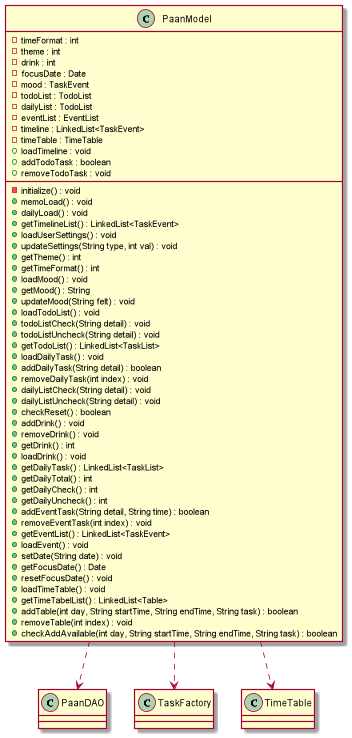 C PaanModel
timeFormat : int
theme : int
drink : int
focusDate : Date
mood : TaskEvent
todoList : TodoList
dailyList : TodoList
eventList : EventList
timeline : LinkedList<TaskEvent>
timeTable : TimeTable
loadTimeline : void
addTodoTask : boolean
removeTodoTask : void
initialize() : void
memoLoad() : void
dailyLoad() : void
getTimelineList() : LinkedList<TaskEvent>
loadUserSettings() : void
updateSettings(String type, int val) : void
getTheme() : int
getTimeFormat() : int
loadMood() : void
getMood() : String
updateMood(String felt) : void
loadTodoList() : void
todoListCheck(String detail) : void
todoListUncheck(String detail) : void
getTodoList() : LinkedList<TaskList>
loadDailyTask() : void
addDailyTask(String detail) : boolean
removeDailyTask(int index) : void
dailyListCheck(String detail) : void
dailyListUncheck(String detail) : void
checkReset() : boolean
addDrink() : void
removeDrink() : void
getDrink() : int
loadDrink() : void
getDailyTask() : LinkedList<TaskList>
getDailyTotal() : int
getDailyCheck() : int
getDailyUncheck() : int
addEventTask(String detail, String time) : boolean
removeEventTask(int index) : void
getEventList() : LinkedList<TaskEvent>
loadEvent() : void
setDate(String date) : void
getFocusDate() : Date
resetFocusDate() : void
loadTimeTable() : void
getTimeTabelList() : LinkedList<Table>
addTable(int day, String startTime, String endTime, String task) : boolean
removeTable(int index) : void
checkAddAvailable(int day, String startTime, String endTime, String task) : boolean
C PaanDAO
C TaskFactory
C TimeTable